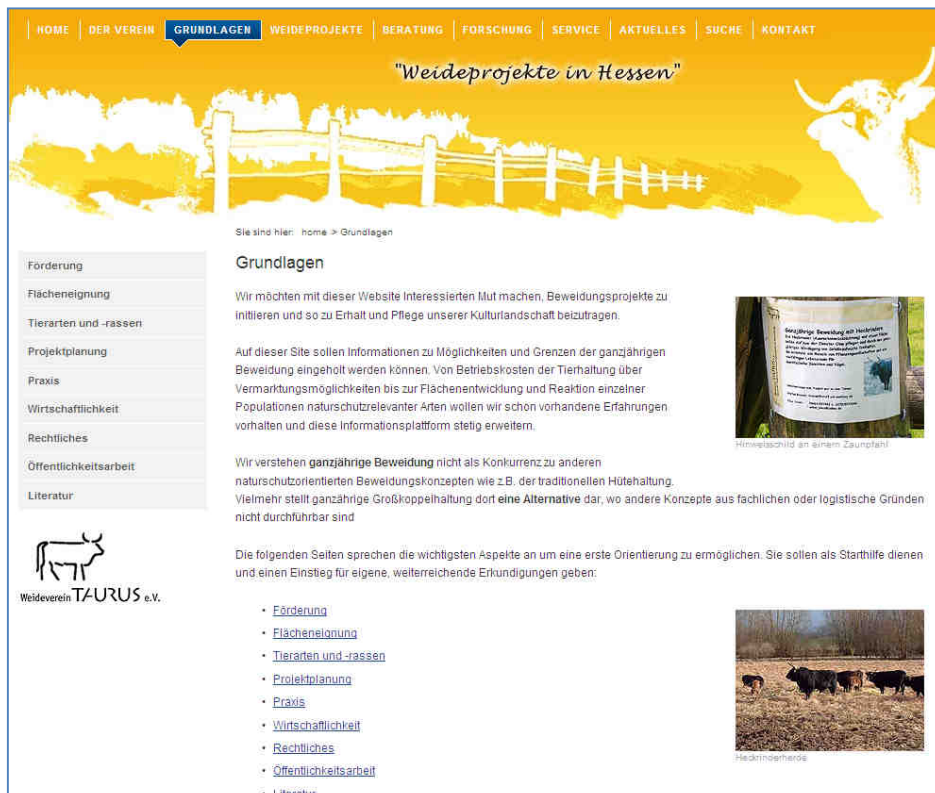 HOME
DER VEREIN
GRUNDLAGEN
WEIDEPROJEKTE
BERATUNG
FORSCHUNG
SERVICE
AKTUELLES
SUCHE
KONTAKT
"Weideprojekte in Hessen"
Sie sind hier: home > Grundlagen
Förderung
Flächeneignung
Tierarten und -rassen
Projektplanung
Praxis
Wirtschaftlichkeit
Rechtliches
Öffentlichkeitsarbeit
Literatur
Weideverein TAURUS e.V.
Grundlagen
Wir möchten mit dieser Website Interessierten Mut machen, Beweidungsprojekte zu
initiieren und so zu Erhalt und Pflege unserer Kulturlandschaft beizutragen.
Auf dieser Site sollen Informationen zu Möglichkeiten und Grenzen der ganzjährigen
Beweidung eingeholt werden können. Von Betriebskosten der Tierhaltung über
Vermarktungsmöglichkeiten bis zur Flächenentwicklung und Reaktion einzelner
Populationen naturschutzrelevanter Arten wollen wir schon vorhandene Erfahrungen
vorhalten und diese Informationsplattform stetig erweitern.
Ganzjährige Beweidung mit Heckrindern
Hinweisschild an einem Zaunpfahl
Wir verstehen ganzjährige Beweidung nicht als Konkurrenz zu anderen
naturschutzorientierten Beweidungskonzepten wie z.B. der traditionellen Hütehaltung.
Vielmehr stellt ganzährige Großkoppelhaltung dort eine Alternative dar, wo andere Konzepte aus fachlichen oder logistische Gründen
nicht durchführbar sind
Die folgenden Seiten sprechen die wichtigsten Aspekte an um eine erste Orientierung zu ermöglichen. Sie sollen als Starthilfe dienen
und einen Einstieg für eigene, weiterreichende Erkundigungen geben:
• Förderung
• Flächeneignung
• Tierarten und -rassen
• Projektplanung
• Praxis
• Wirtschaftlichkeit
• Rechtliches
• Öffentlichkeitsarbeit
• Literatur
Heckrinderherde